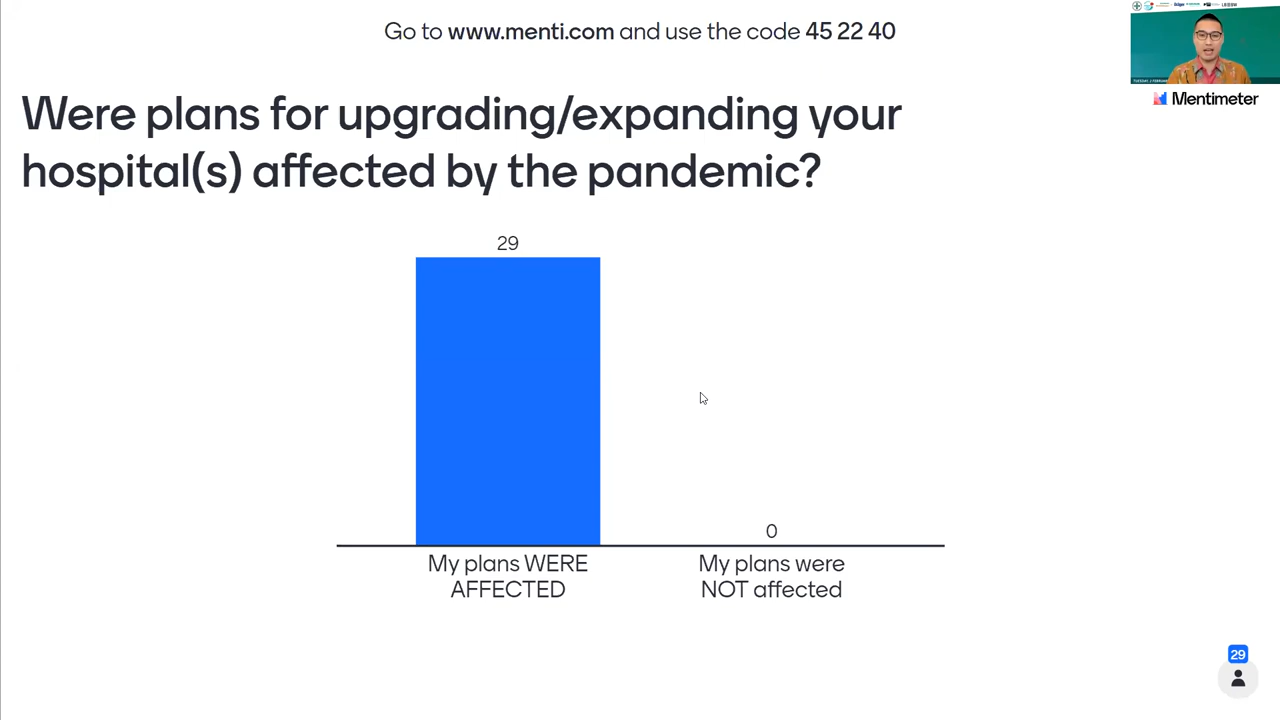 Go to www.menti.com and use the code 45 22 40
Mentimeter
Were plans for upgrading/expanding your
hospital(s) affected by the pandemic?
29
0
My plans WERE
AFFECTED
My plans were
NOT affected
29